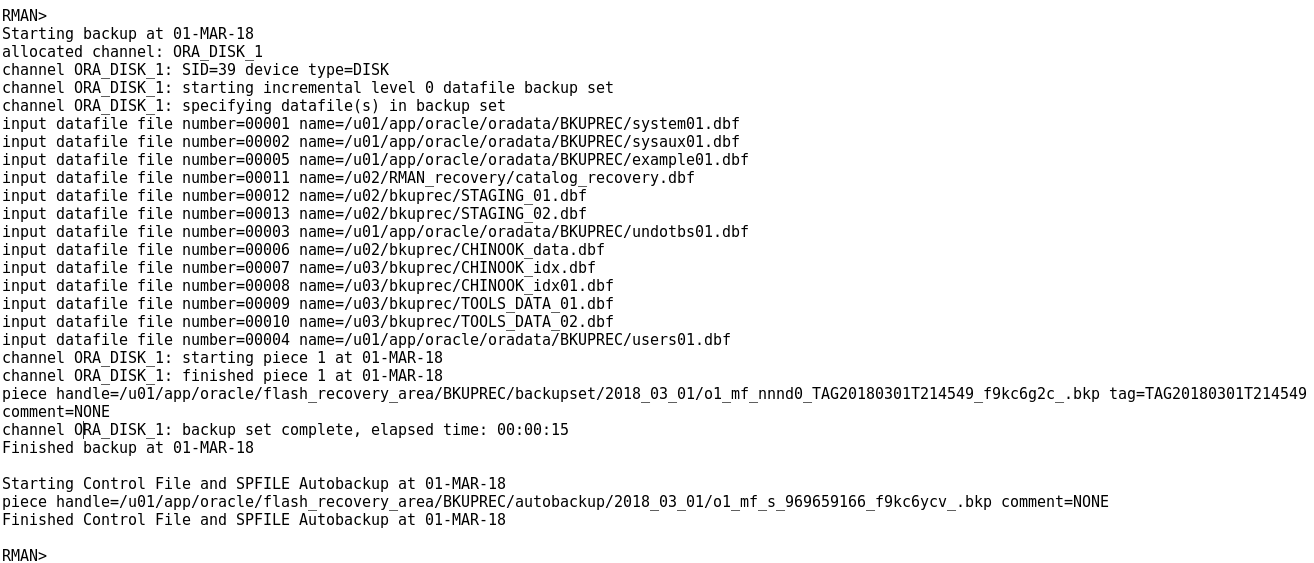 RMAN>
Starting backup at 01-MAR-18
allocated channel: ORA_DISK_1
channel ORA_DISK_1: SID=39 device type=DISK
channel ORA_DISK_1: starting incremental level 0 datafile backup set
channel ORA_DISK_1: specifying datafile(s) in backup set
input datafile file number=00001 name=/u01/app/oracle/oradata/BKUPREC/system01.dbf
input datafile file number=00002 name=/u01/app/oracle/oradata/BKUPREC/sysaux01.dbf
input datafile file number=00005 name=/u01/app/oracle/oradata/BKUPREC/example01.dbf
input datafile file number=00011 name=/u02/RMAN_recovery/catalog_recovery.dbf
input datafile file number=00012 name=/u02/bkuprec/STAGING_01.dbf
input datafile file number=00013 name=/u02/bkuprec/STAGING_02.dbf
input datafile file number=00003 name=/u01/app/oracle/oradata/BKUPREC/undotbs01.dbf
input datafile file number=00006 name=/u02/bkuprec/CHINOOK_data.dbf
input datafile file number=00007 name=/u03/bkuprec/CHINOOK_idx.dbf
input datafile file number=00008 name=/u03/bkuprec/CHINOOK_idx01.dbf
input datafile file number=00009 name=/u03/bkuprec/TOOLS_DATA_01.dbf
input datafile file number=00010 name=/u03/bkuprec/TOOLS_DATA_02.dbf
input datafile file number=00004 name=/u01/app/oracle/oradata/BKUPREC/users01.dbf
channel ORA_DISK_1: starting piece 1 at 01-MAR-18
channel ORA_DISK_1: finished piece 1 at 01-MAR-18
piece handle=/u01/app/oracle/flash_recovery_area/BKUPREC/backupset/2018_03_01/o1_mf_nnnd0_TAG20180301T214549_f9kc6g2c_.bkp tag=TAG20180301T214549
comment=NONE
channel ORA_DISK_1: backup set complete, elapsed time: 00:00:15
Finished backup at 01-MAR-18

Starting Control File and SPFILE Autobackup at 01-MAR-18
piece handle=/u01/app/oracle/flash_recovery_area/BKUPREC/autobackup/2018_03_01/o1_mf_s_969659166_f9kc6ycv_.bkp comment=NONE
Finished Control File and SPFILE Autobackup at 01-MAR-18

RMAN>